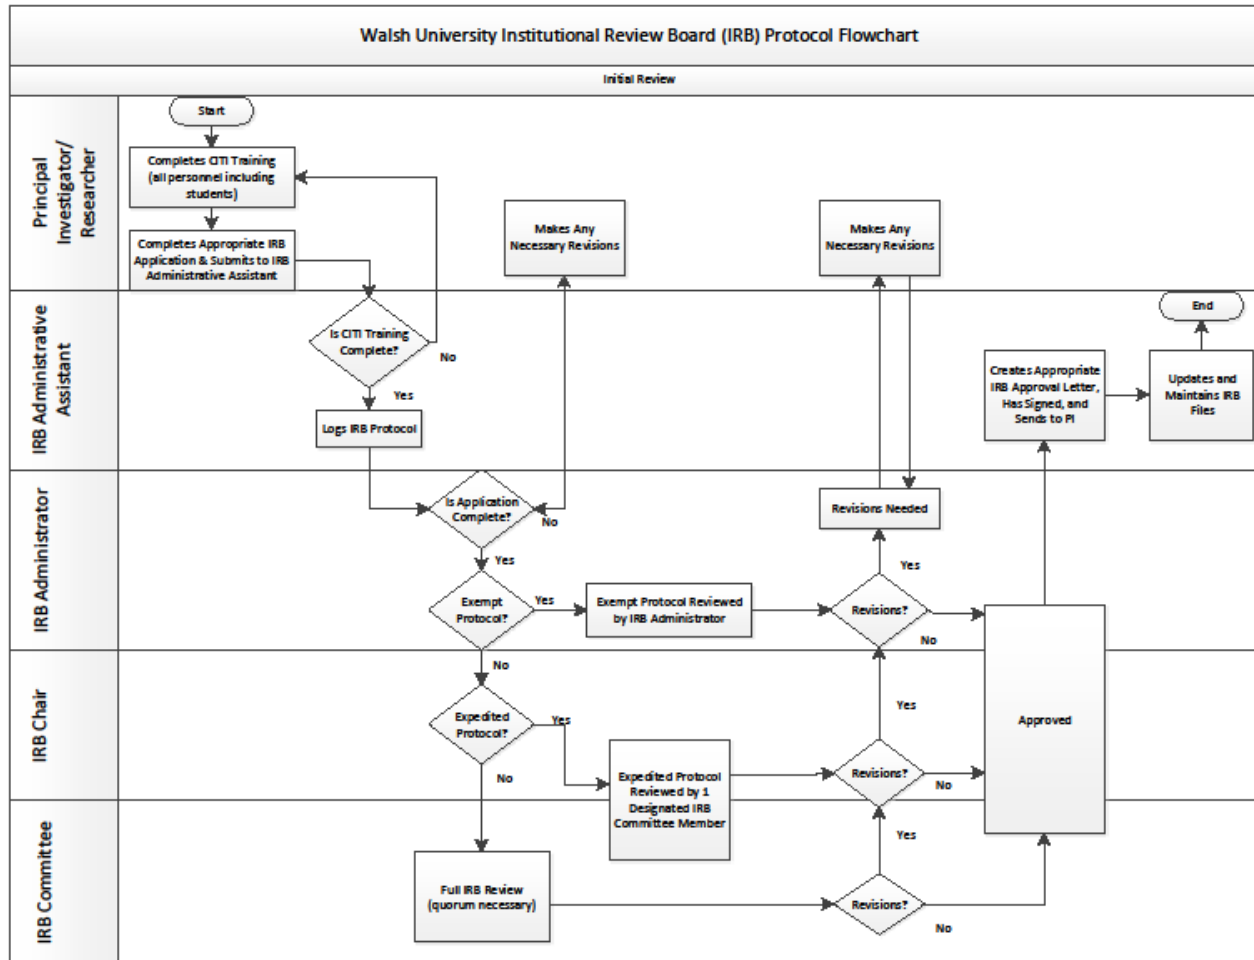 Walsh University Institutional Review Board (IRB) Protocol Flowchart
Initial Review
Principal
Investigator/
Researcher
Start
Completes CITI Training
(all personnel including
students)
Completes Appropriate IRB
Application & Submits to IRB
Administrative Assistant
Makes Any
Necessary Revisions
Makes Any
Necessary Revisions
IRB Administrative
Assistant
Is CITI Training
Complete?
No
Yes
Logs IRB Protocol
Creates Appropriate
IRB Approval Letter,
Has Signed, and
Sends to PI
End
Updates and
Maintains IRB
Files
IRB Administrator
Is Application
Complete?
No
Yes
Exempt
Protocol?
Yes
No
Exempt Protocol Reviewed
by IRB Administrator
Revisions Needed
Yes
Revisions?
No
IRB Chair
Expedited
Protocol?
Yes
No
Expedited Protocol
Reviewed by 1
Designated IRB
Committee Member
Yes
Revisions?
No
Approved
IRB Committee
Full IRB Review
(quorum necessary)
Yes
Revisions?
No